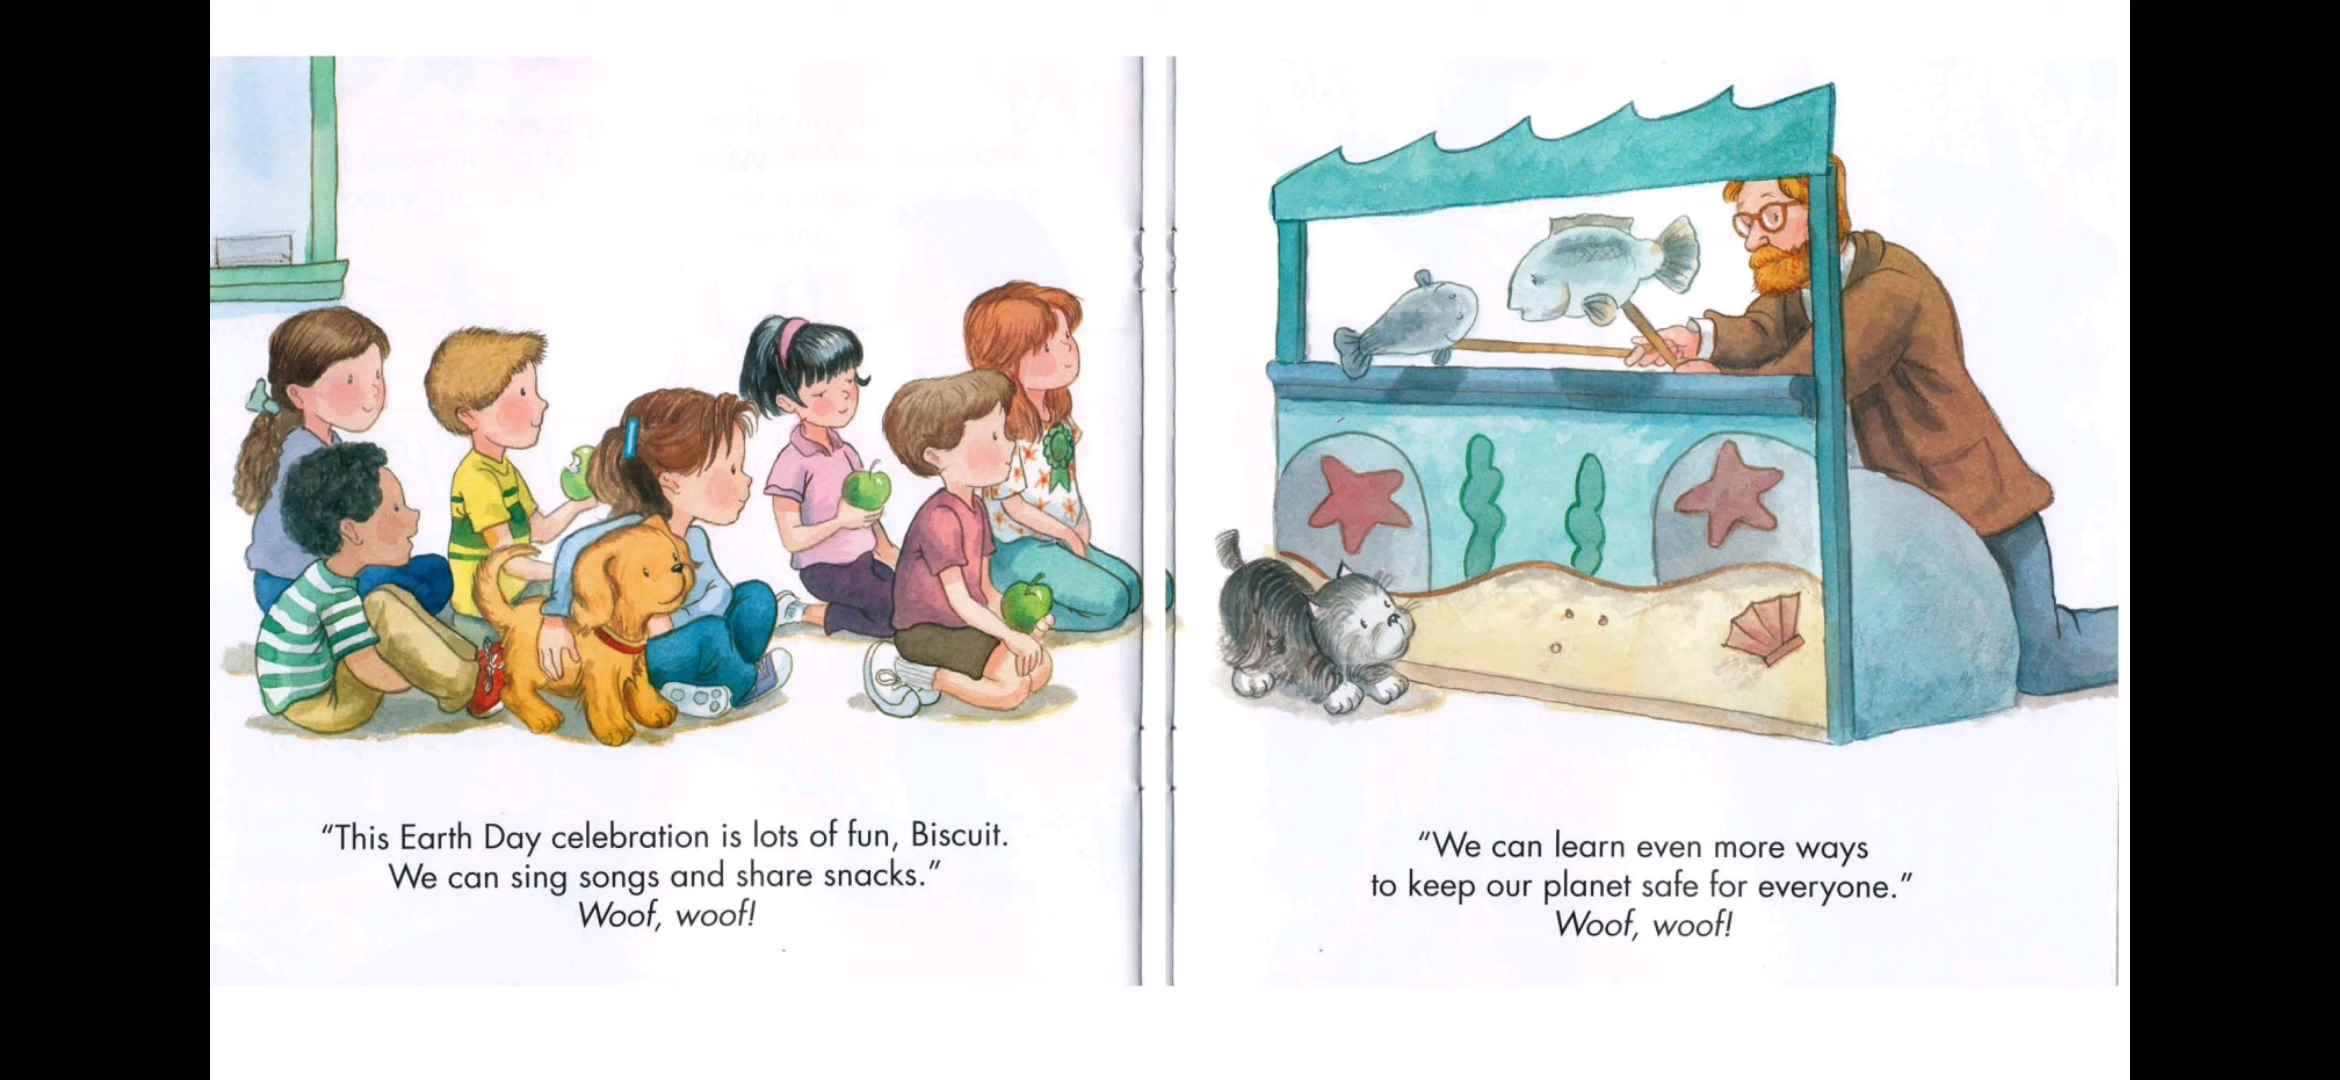 “This Earth Day celebration is lots of fun, Biscuit.
We can sing songs and share snacks.”
Woof, woof!
“We can learn even more ways
to keep our planet safe for everyone.”
Woof, woof!